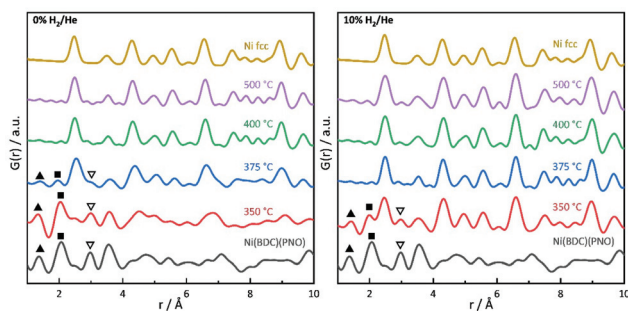 0% H₂/He
Ni fcc
500 °C
400 °C
375 °C
350 °C
Ni(BDC)(PNO)
G(r) / a.u.
2
4
6
8
10
r / Å
10% H₂/He
Ni fcc
500 °C
400 °C
375 °C
350 °C
Ni(BDC)(PNO)
G(r) / a.u.
2
4
6
8
10
r / Å